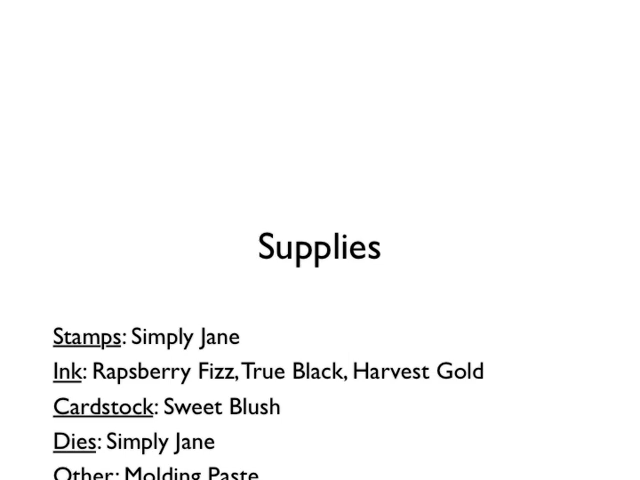 Supplies
Stamps: Simply Jane
Ink: Rapsberry Fizz, True Black, Harvest Gold
Cardstock: Sweet Blush
Dies: Simply Jane
Other: Molding Paste